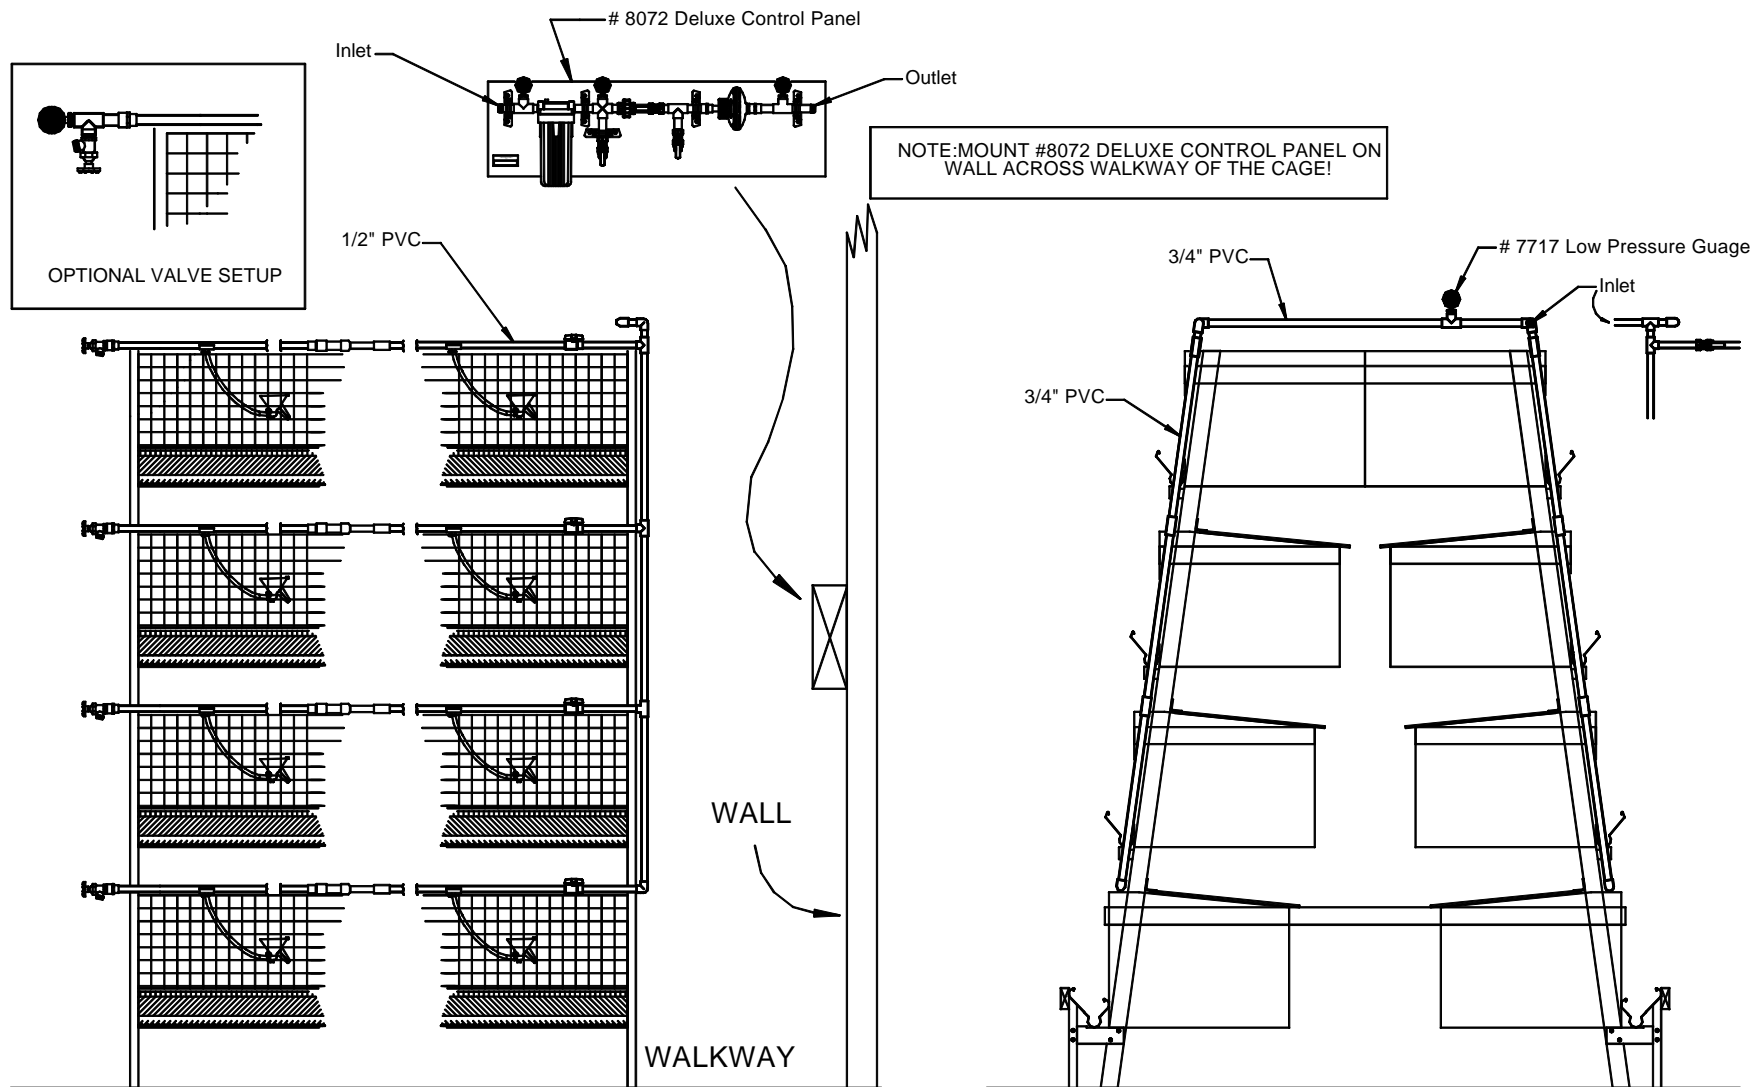 # 8072 Deluxe Control Panel
Inlet
Outlet
NOTE:MOUNT #8072 DELUXE CONTROL PANEL ON
WALL ACROSS WALKWAY OF THE CAGE!
OPTIONAL VALVE SETUP
1/2" PVC
3/4" PVC
# 7717 Low Pressure Guage
Inlet
3/4" PVC
WALL
WALKWAY